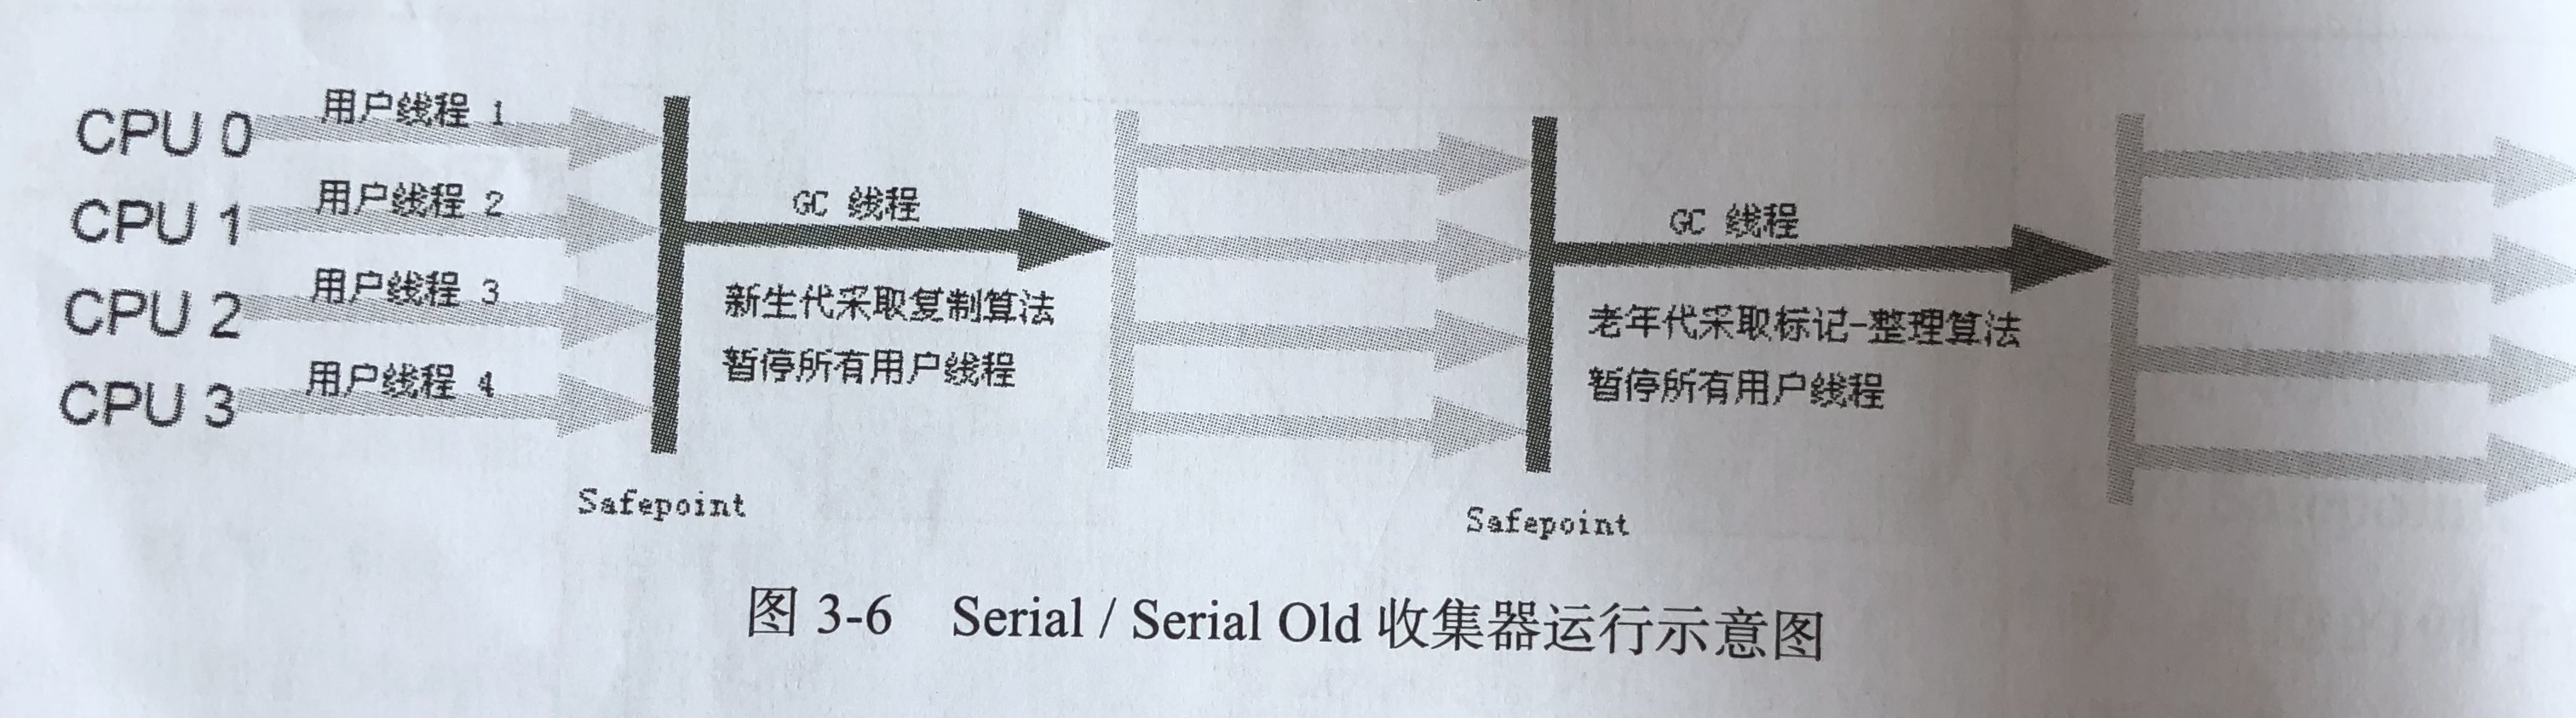 CPU 0 用户线程 1
CPU 1 用户线程 2
CPU 2 用户线程 3
CPU 3 用户线程 4
GC 线程
新生代采取复制算法
暂停所有用户线程
Safepoint
GC 线程
老年代采取标记-整理算法
暂停所有用户线程
Safepoint
图 3-6 Serial / Serial Old 收集器运行示意图